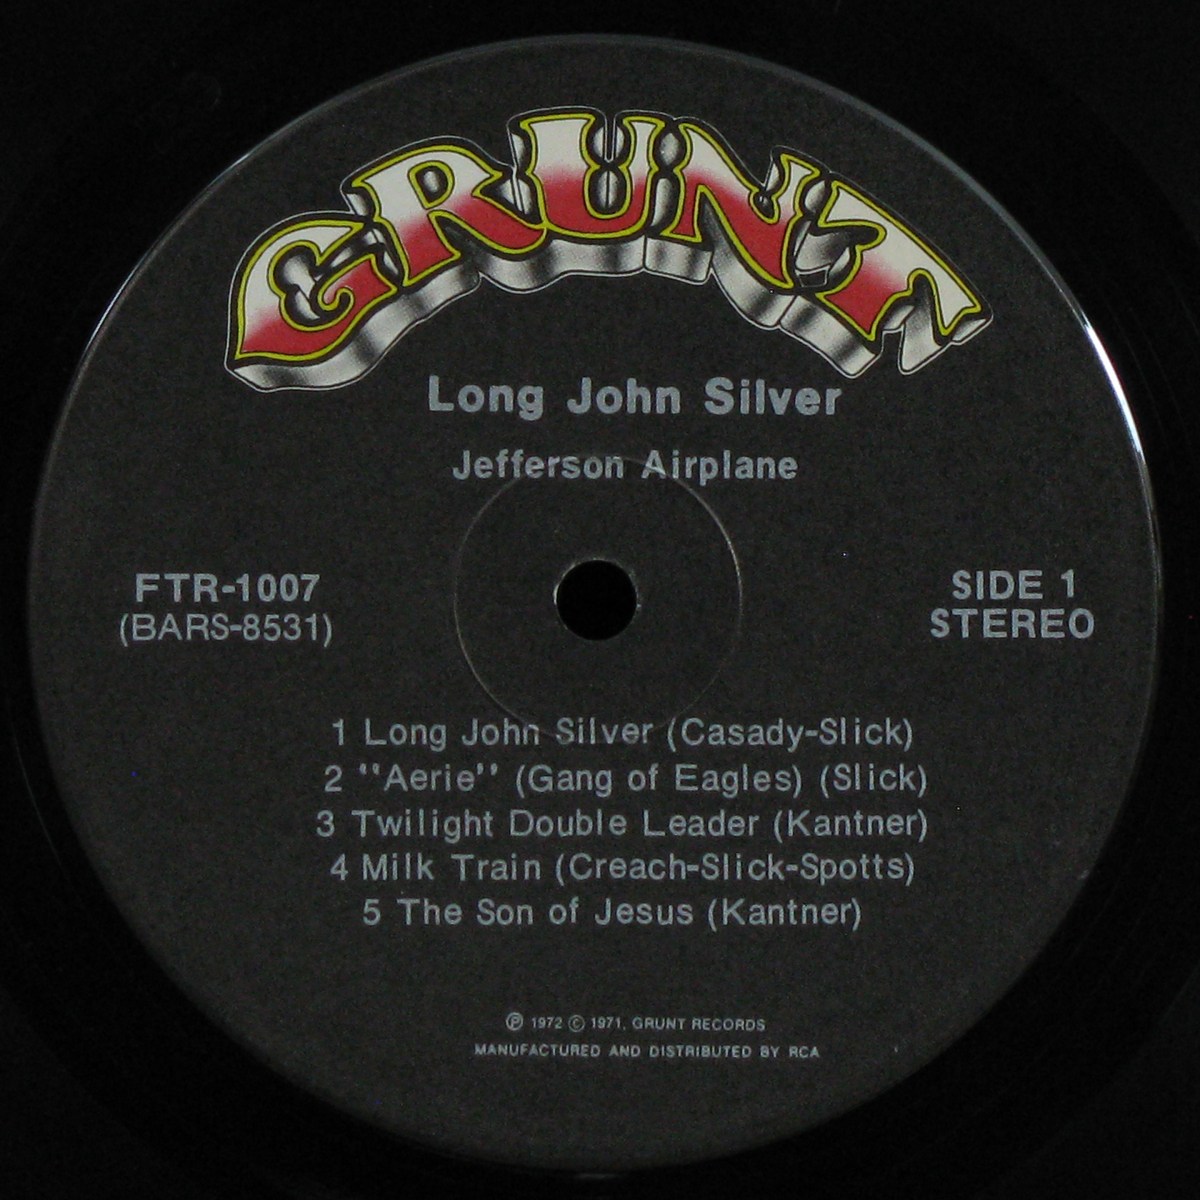 GRUNT
Long John Silver
Jefferson Airplane
FTR-1007
(BARS-8531)
SIDE 1
STEREO
1 Long John Silver (Casady-Slick)
2 "Aerie" (Gang of Eagles) (Slick)
3 Twilight Double Leader (Kantner)
4 Milk Train (Creach-Slick-Spotts)
5 The Son of Jesus (Kantner)
℗ 1972 © 1971, GRUNT RECORDS
MANUFACTURED AND DISTRIBUTED BY RCA